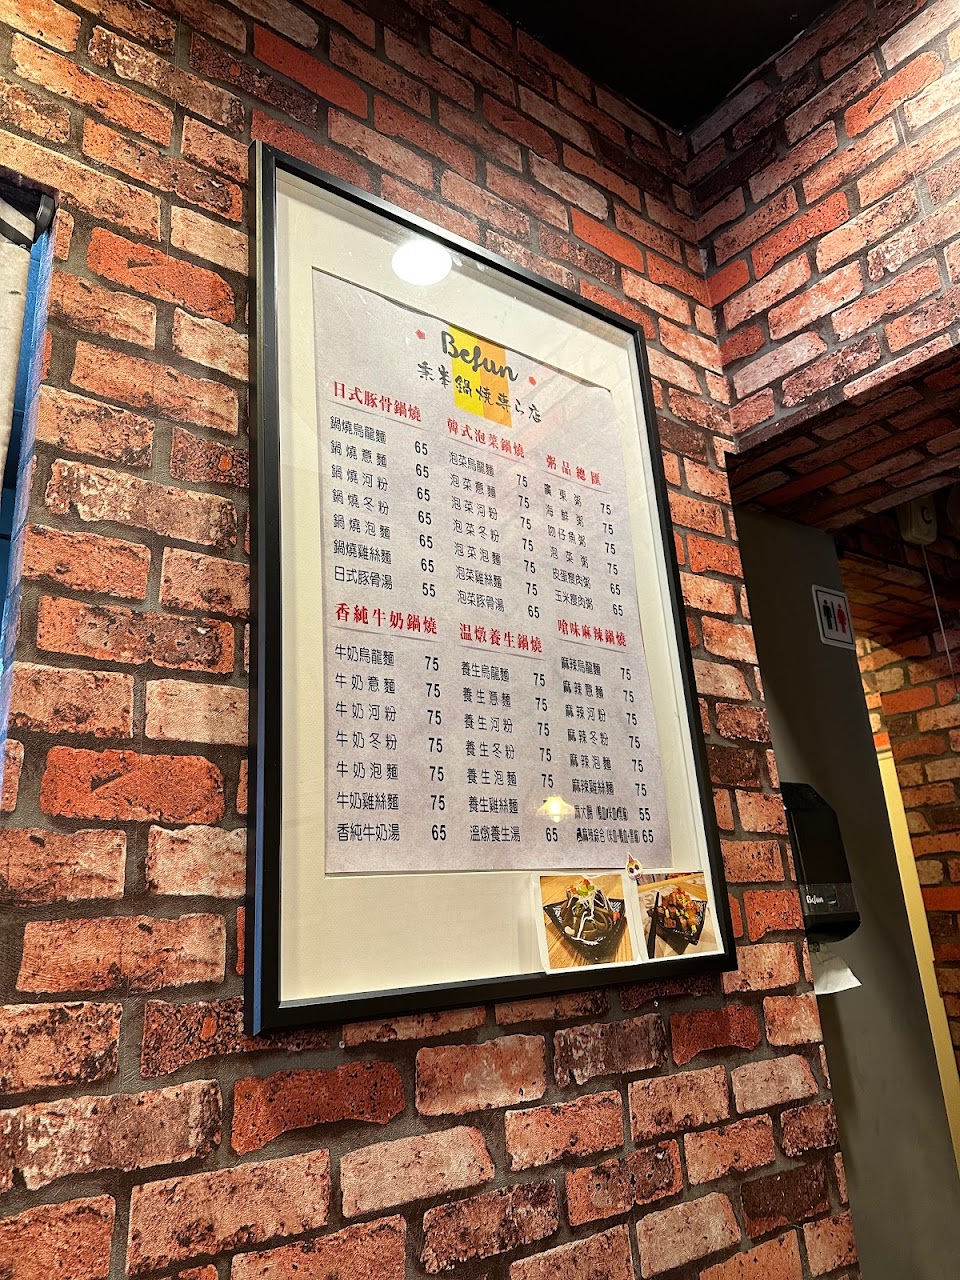 Befun
鍋燒專ら店
日式豚骨鍋燒
鍋燒烏龍麵 65
鍋燒意麵 65
鍋燒河粉 65
鍋燒冬粉 65
鍋燒泡麵 65
鍋燒雞絲麵 65
日式豚骨湯 55
韓式泡菜鍋燒
泡菜烏龍麵 75
泡菜意麵 75
泡菜河粉 75
泡菜冬粉 75
泡菜泡麵 75
泡菜雞絲麵 75
泡菜豚骨湯 65
粥品總匯
廣東粥 75
海鮮粥 75
吻仔魚粥 75
泡菜粥 75
皮蛋瘦肉粥 65
玉米瘦肉粥 65
香純牛奶鍋燒
牛奶烏龍麵 75
牛奶意麵 75
牛奶河粉 75
牛奶冬粉 75
牛奶泡麵 75
牛奶雞絲麵 75
香純牛奶湯 65
温燉養生鍋燒
養生烏龍麵 75
養生意麵 75
養生河粉 75
養生冬粉 75
養生泡麵 75
養生雞絲麵 75
溫燉養生湯 65
嗆味麻辣鍋燒
麻辣烏龍麵 75
麻辣意麵 75
麻辣河粉 75
麻辣冬粉 75
麻辣泡麵 75
麻辣雞絲麵 75
55
麻辣綜合 65
Befun